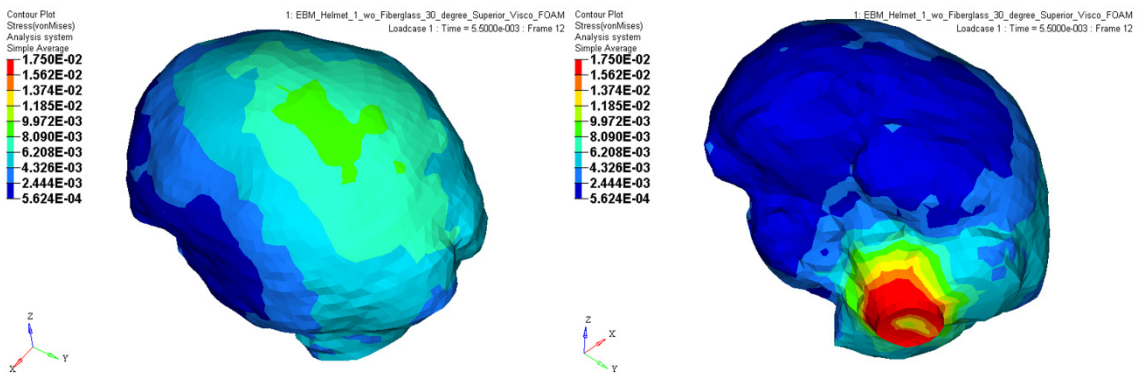 Contour Plot
Stress(vonMises)
Analysis system
Simple Average
1.750E-02
1.562E-02
1.374E-02
1.185E-02
9.972E-03
8.090E-03
6.208E-03
4.326E-03
2.444E-03
5.624E-04
1: EBM_Helmet_1_wo_Fiberglass_30_degree_Superior_Visco_FOAM
Loadcase 1 : Time = 5.5000e-003 : Frame 12
Z
X
Y
Contour Plot
Stress(vonMises)
Analysis system
Simple Average
1.750E-02
1.562E-02
1.374E-02
1.185E-02
9.972E-03
8.090E-03
6.208E-03
4.326E-03
2.444E-03
5.624E-04
1: EBM_Helmet_1_wo_Fiberglass_30_degree_Superior_Visco_FOAM
Loadcase 1 : Time = 5.5000e-003 : Frame 12
Z
X
Y